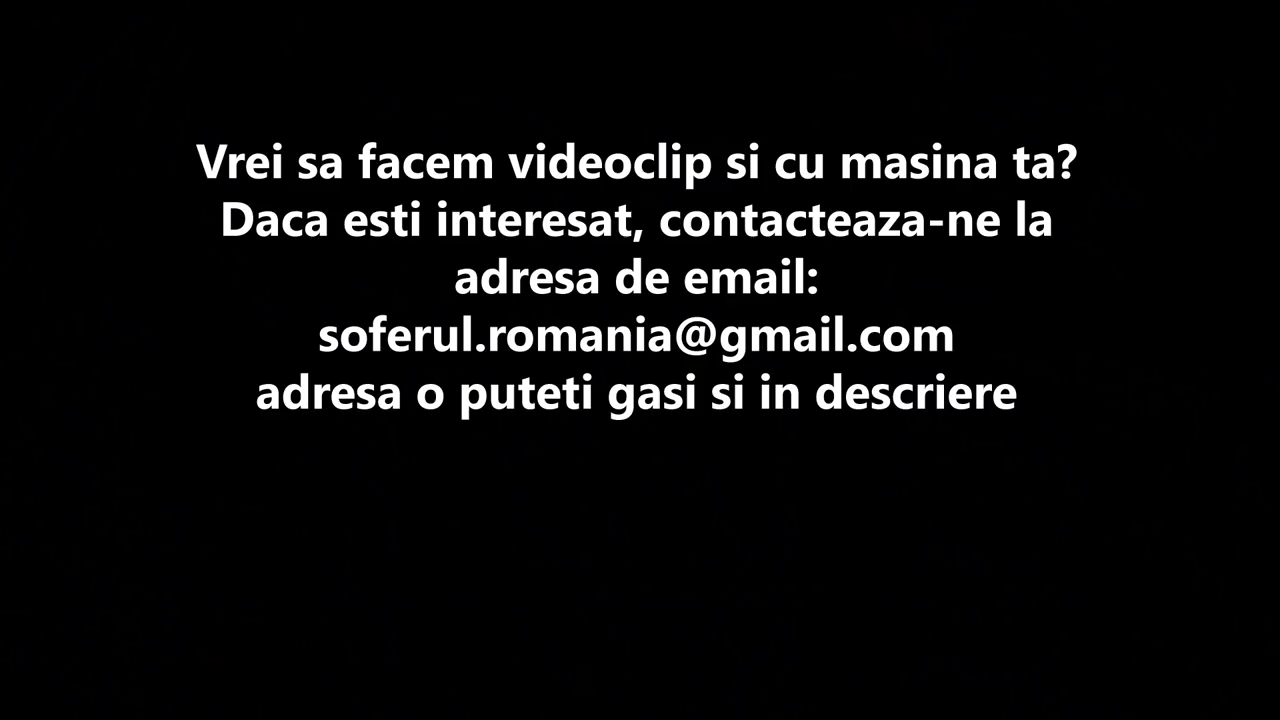 Vrei sa facem videoclip si cu masina ta?
Daca esti interesat, contacteaza-ne la
adresa de email:
soferul.romania@gmail.com
adresa o puteti gasi si in descriere